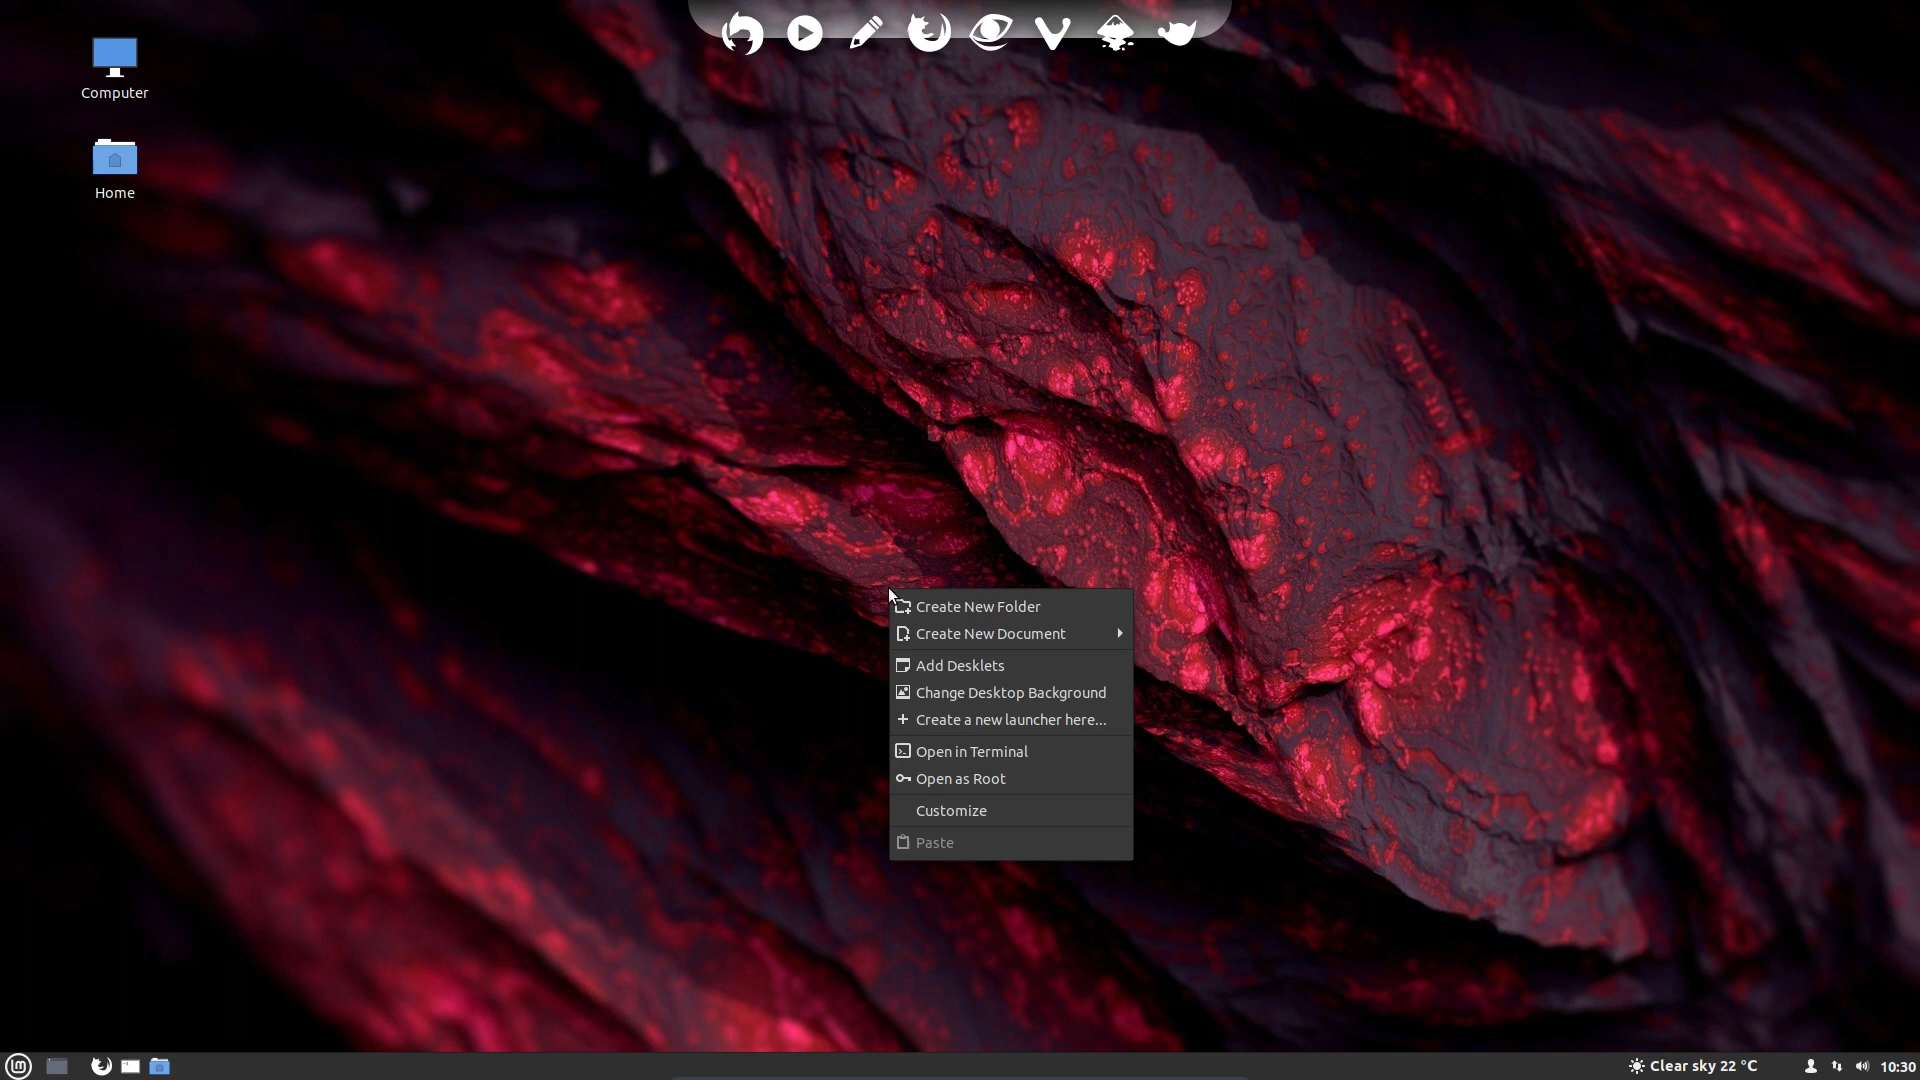 Computer
Home
Create New Folder
Create New Document
Add Desklets
Change Desktop Background
Create a new launcher here...
Open in Terminal
Open as Root
Customize
Paste
Clear sky 22 °C
10:30